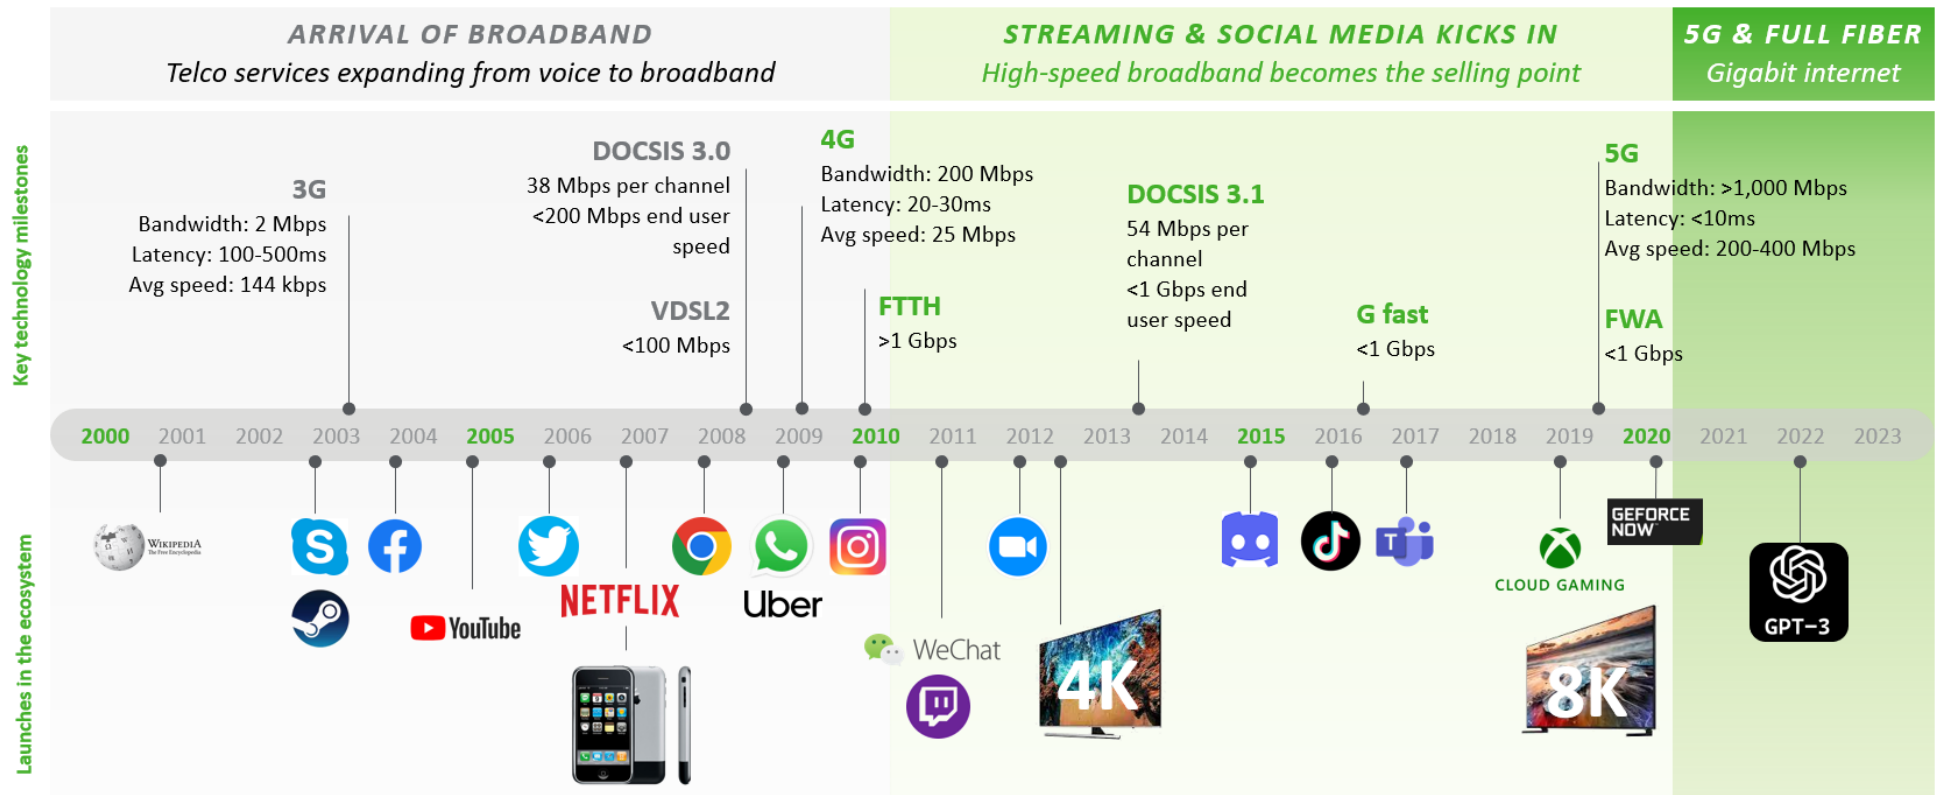 ARRIVAL OF BROADBAND
Telco services expanding from voice to broadband
STREAMING & SOCIAL MEDIA KICKS IN
High-speed broadband becomes the selling point
5G & FULL FIBER
Gigabit internet
Key technology milestones
3G
Bandwidth: 2 Mbps
Latency: 100-500ms
Avg speed: 144 kbps
DOCSIS 3.0
38 Mbps per channel
<200 Mbps end user
speed
VDSL2
<100 Mbps
4G
Bandwidth: 200 Mbps
Latency: 20-30ms
Avg speed: 25 Mbps
FTTH
>1 Gbps
DOCSIS 3.1
54 Mbps per
channel
<1 Gbps end
user speed
G fast
<1 Gbps
5G
Bandwidth: >1,000 Mbps
Latency: <10ms
Avg speed: 200-400 Mbps
FWA
<1 Gbps
2000 2001 2002 2003 2004 2005 2006 2007 2008 2009 2010 2011 2012 2013 2014 2015 2016 2017 2018 2019 2020 2021 2022 2023
Launches in the ecosystem
WIKIPEDIA
The Free Encyclopedia
S
f
YouTube
NETFLIX
Uber
WeChat
4K
T
CLOUD GAMING
GEFORCE
NOW
8K
GPT-3